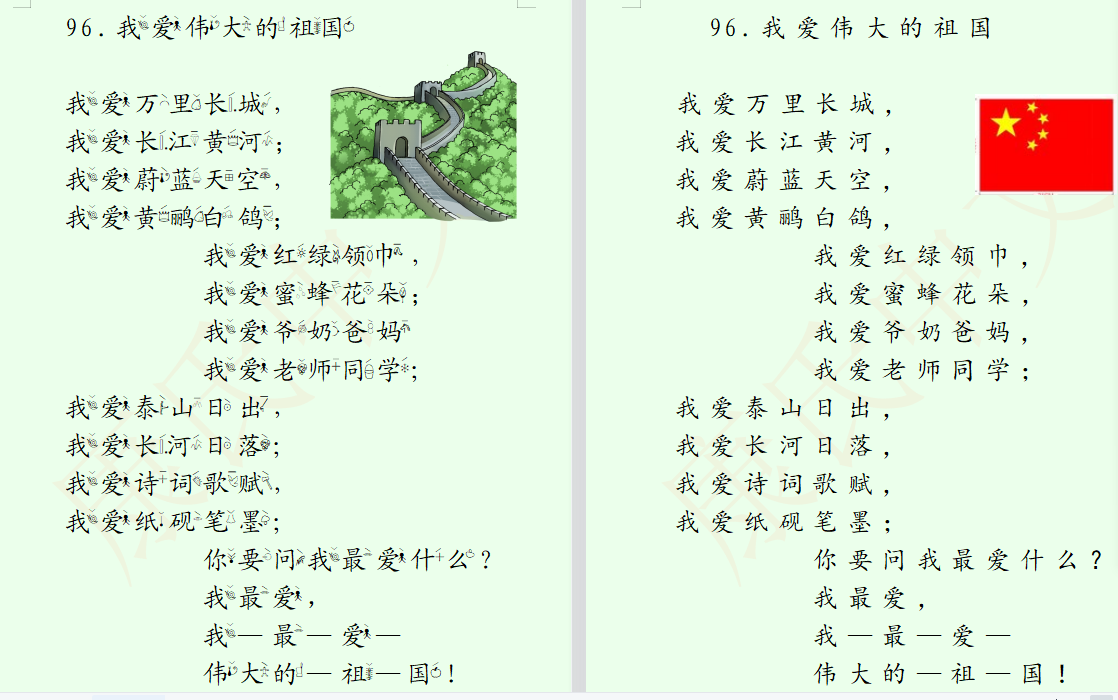 96.我爱伟大的祖国
我爱万里长城，
我爱长江黄河；
我爱蔚蓝天空，
我爱黄鹂白鸽；
我爱红绿领巾，
我爱蜜蜂花朵；
我爱爷奶爸妈
我爱老师同学；
我爱泰山日出，
我爱长河日落；
我爱诗词歌赋，
我爱纸砚笔墨；
你要问我最爱什么？
我最爱，
我—最—爱—
伟大的—祖—国！
96.我爱伟大的祖国
我爱万里长城，
我爱长江黄河，
我爱蔚蓝天空，
我爱黄鹂白鸽，
我爱红绿领巾，
我爱蜜蜂花朵，
我爱爷奶爸妈，
我爱老师同学；
我爱泰山日出，
我爱长河日落，
我爱诗词歌赋，
我爱纸砚笔墨；
你要问我最爱什么？
我最爱，
我—最—爱—
伟大的—祖—国！